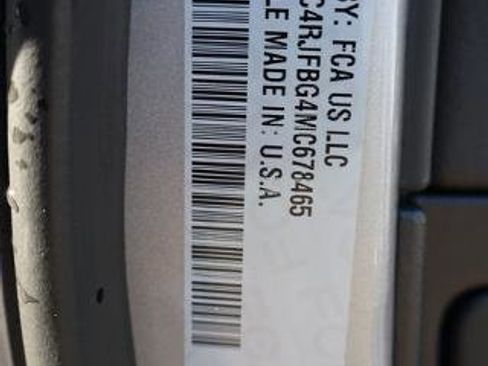 BY: FCA US LLC
C4RJFBG4MC678465
LE MADE IN: U.S.A.